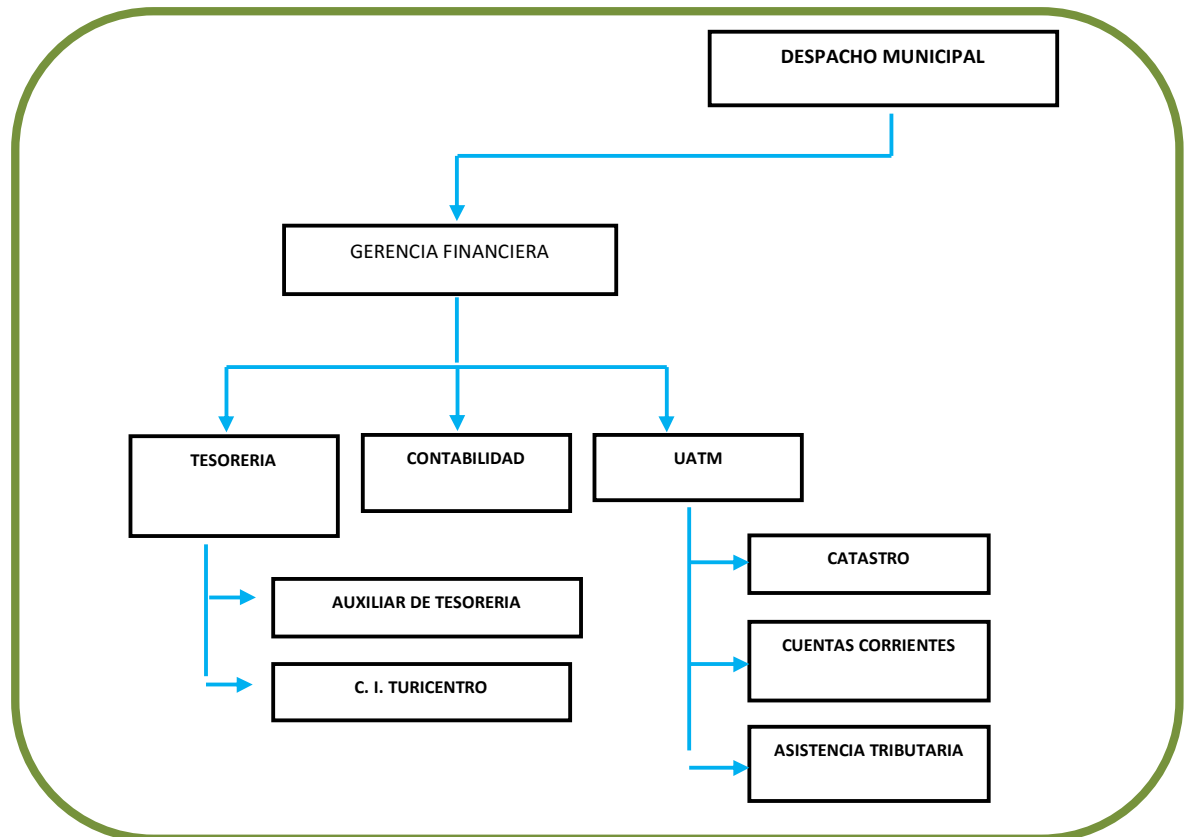 DESPACHO MUNICIPAL
GERENCIA FINANCIERA
TESORERIA
CONTABILIDAD
UATM
CATASTRO
AUXILIAR DE TESORERIA
CUENTAS CORRIENTES
C. I. TURICENTRO
ASISTENCIA TRIBUTARIA